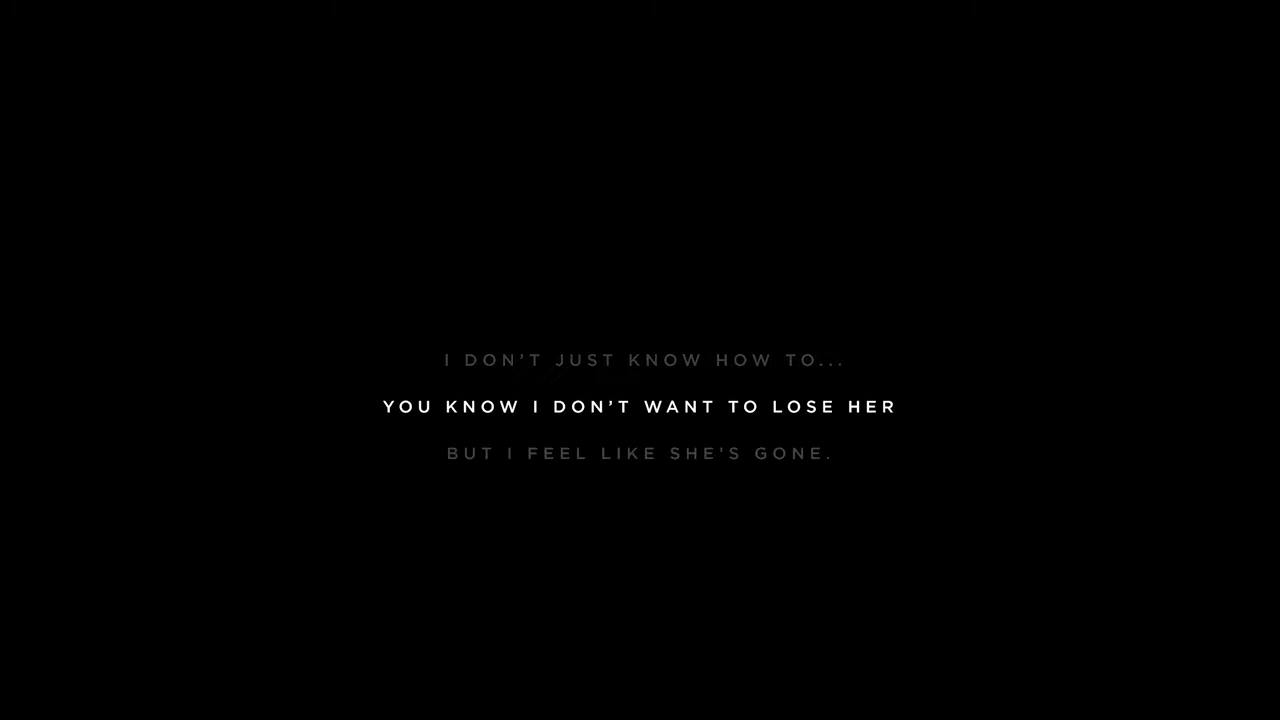 I DON’T JUST KNOW HOW TO...
YOU KNOW I DON’T WANT TO LOSE HER
BUT I FEEL LIKE SHE'S GONE.